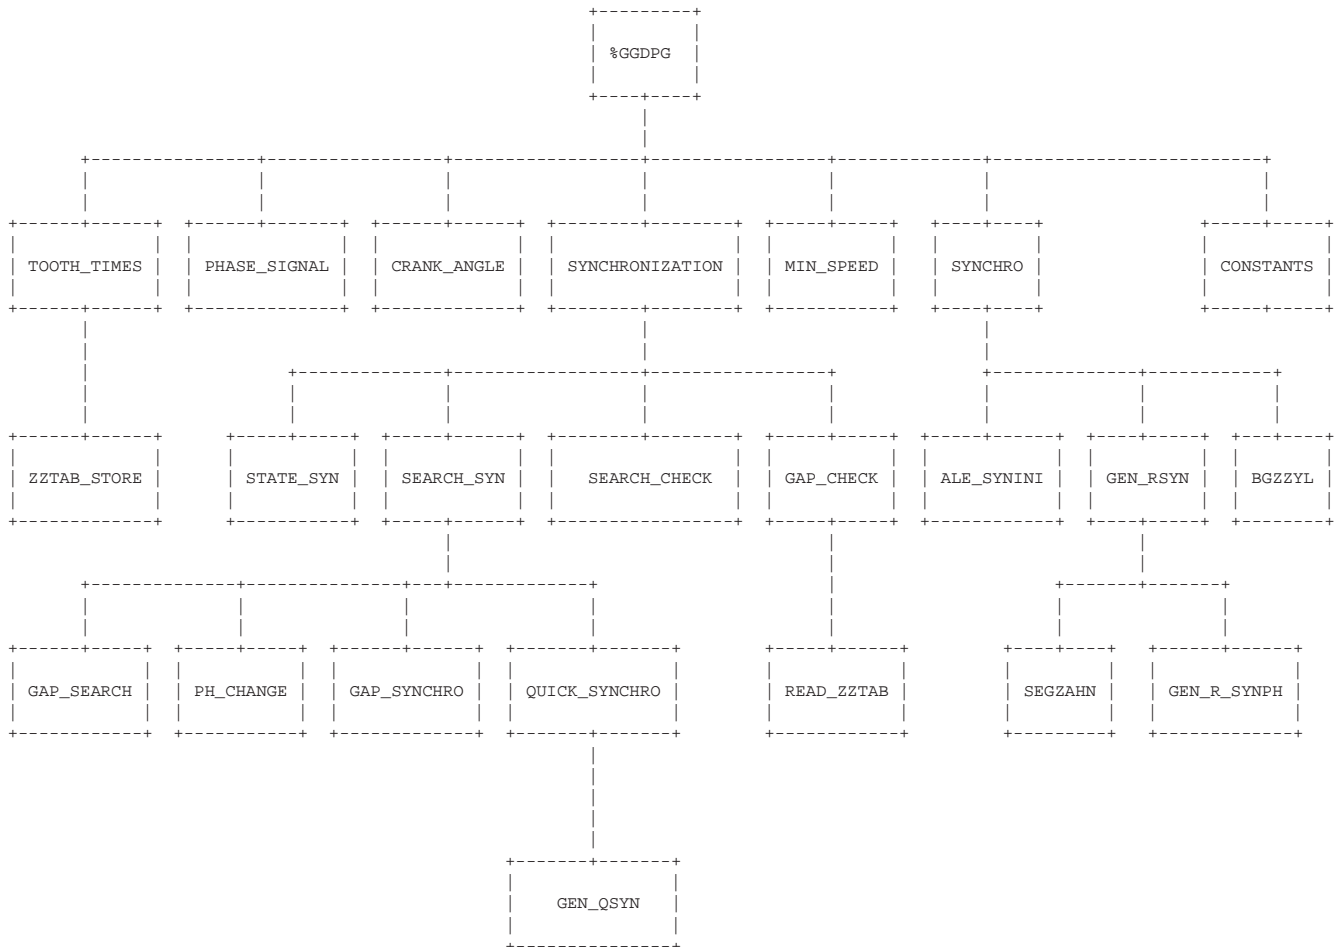 %GGDPG
TOOTH_TIMES PHASE_SIGNAL CRANK_ANGLE SYNCHRONIZATION MIN_SPEED SYNCHRO CONSTANTS
ZZTAB_STORE STATE_SYN SEARCH_SYN SEARCH_CHECK GAP_CHECK ALE_SYNINI GEN_RSYN BGZZYL
GAP_SEARCH PH_CHANGE GAP_SYNCHRO QUICK_SYNCHRO READ_ZZTAB SEGZAHN GEN_R_SYNPH
GEN_QSYN